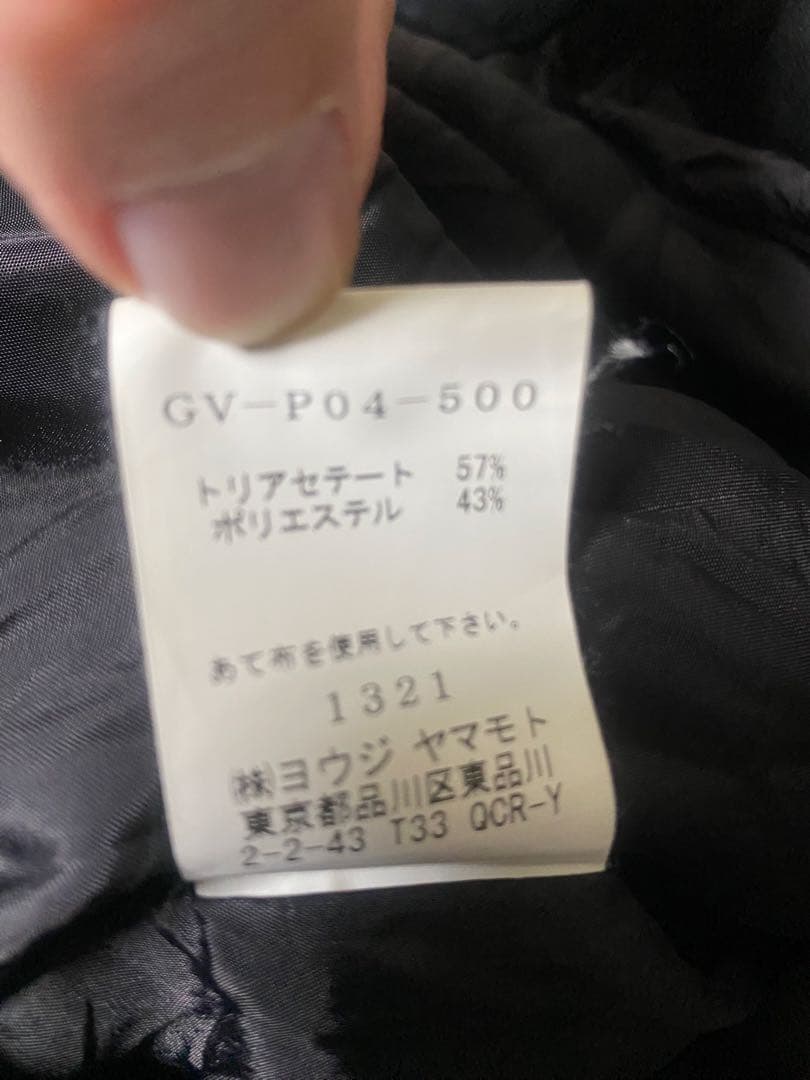 GV-P04-500
トリアセテート 57%
ポリエステル 43%
あて布を使用して下さい。
1321
㈱ヨウジ ヤマモト
東京都品川区東品川
2-2-43 T33 QCR-Y